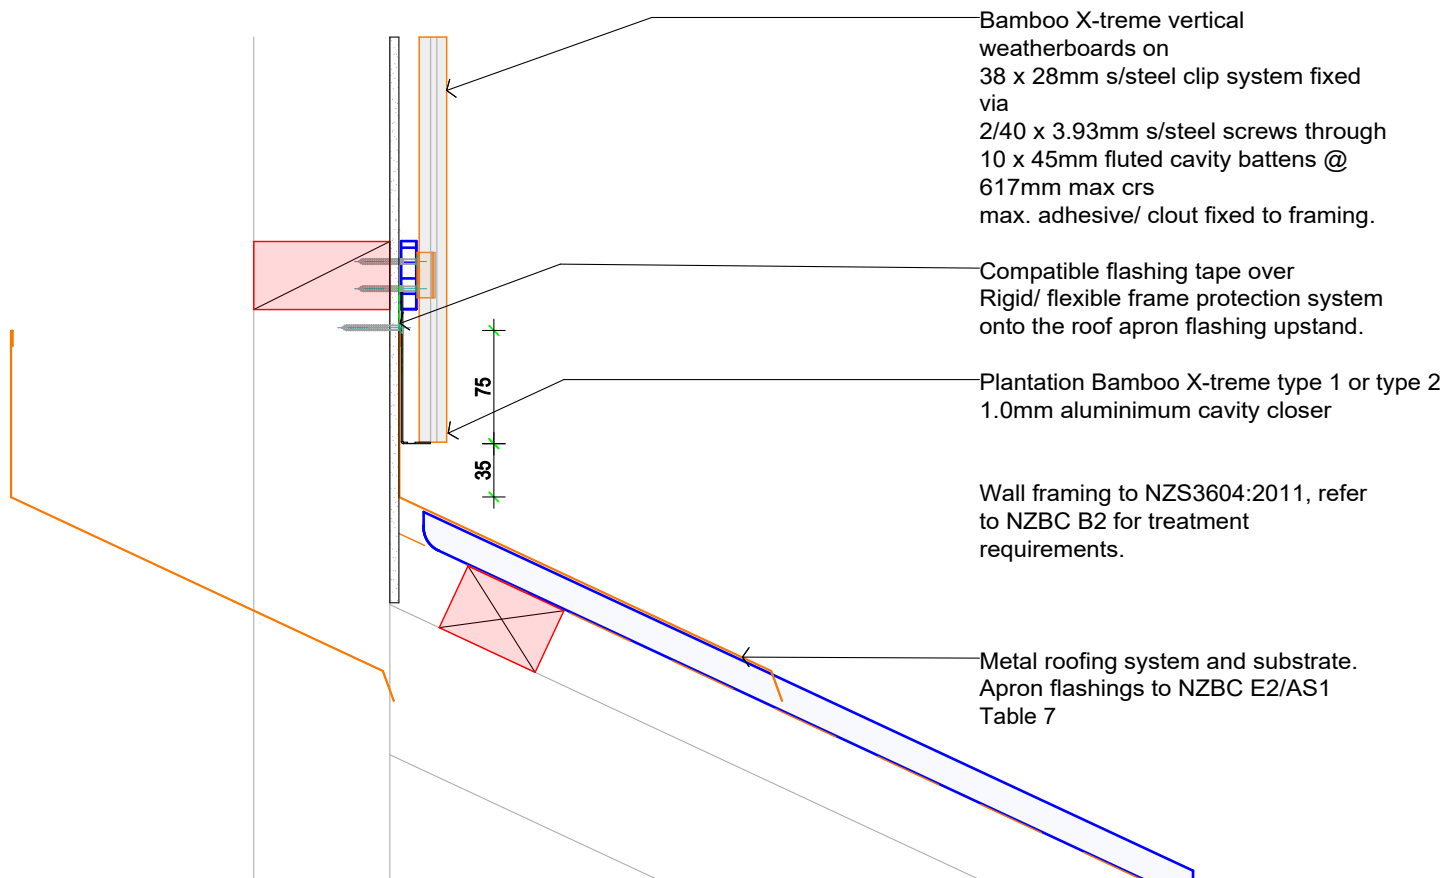 Bamboo X-treme vertical
weatherboards on
38 x 28mm s/steel clip system fixed
via
2/40 x 3.93mm s/steel screws through
10 x 45mm fluted cavity battens @
617mm max crs
max. adhesive/ clout fixed to framing.
Compatible flashing tape over
Rigid/ flexible frame protection system
onto the roof apron flashing upstand.
75
Plantation Bamboo X-treme type 1 or type 2
1.0mm aluminimum cavity closer
35
Wall framing to NZS3604:2011, refer
to NZBC B2 for treatment
requirements.
Metal roofing system and substrate.
Apron flashings to NZBC E2/AS1
Table 7